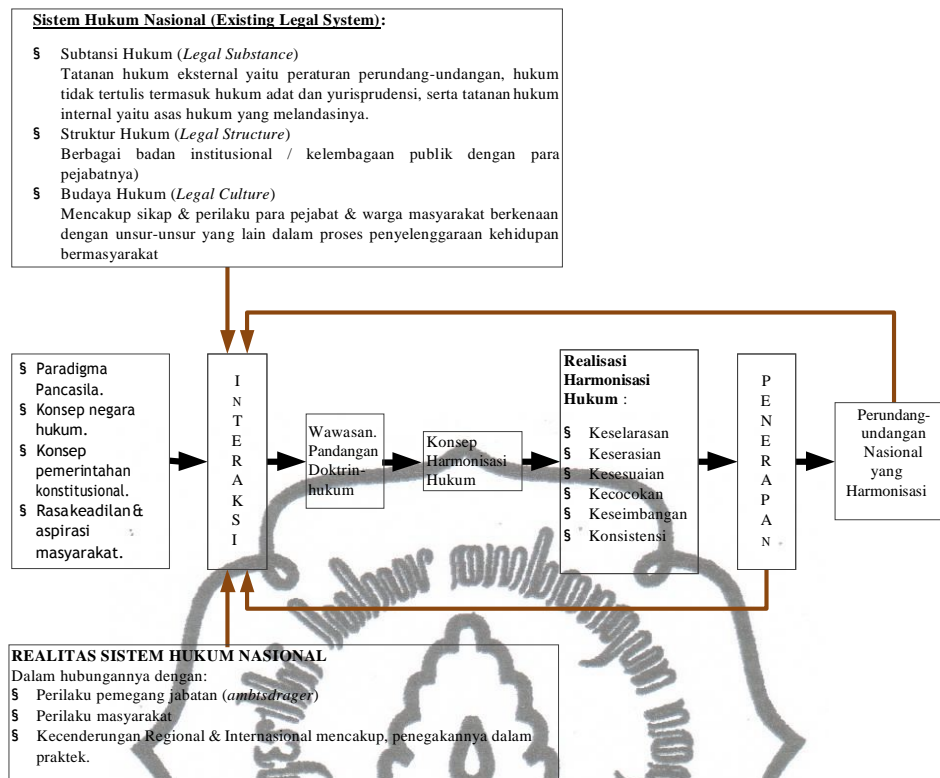 Sistem Hukum Nasional (Existing Legal System):
§ Subtansi Hukum (Legal Substance)
Tatanan hukum eksternal yaitu peraturan perundang-undangan, hukum
tidak tertulis termasuk hukum adat dan yurisprudensi, serta tatanan hukum
internal yaitu asas hukum yang melandasinya.
§ Struktur Hukum (Legal Structure)
Berbagai badan institusional / kelembagaan publik dengan para
pejabatnya)
§ Budaya Hukum (Legal Culture)
Mencakup sikap & perilaku para pejabat & warga masyarakat berkenaan
dengan unsur-unsur yang lain dalam proses penyelenggaraan kehidupan
bermasyarakat
§ Paradigma
Pancasila.
§ Konsep negara
hukum.
§ Konsep
pemerintahan
konstitusional.
§ Rasa keadilan &
aspirasi
masyarakat.
I
N
T
E
R
A
K
S
I
Wawasan.
Pandangan
Doktrin-
hukum
Konsep
Harmonisasi
Hukum
Realisasi
Harmonisasi
Hukum :
§ Keselarasan
§ Keserasian
§ Kesesuaian
§ Kecocokan
§ Keseimbangan
§ Konsistensi
P
E
N
E
R
A
P
A
N
Perundang-
undangan
Nasional
yang
Harmonisasi
REALITAS SISTEM HUKUM NASIONAL
Dalam hubungannya dengan:
§ Perilaku pemegang jabatan (ambtsdrager)
§ Perilaku masyarakat
§ Kecenderungan Regional & Internasional mencakup, penegakannya dalam
praktek.